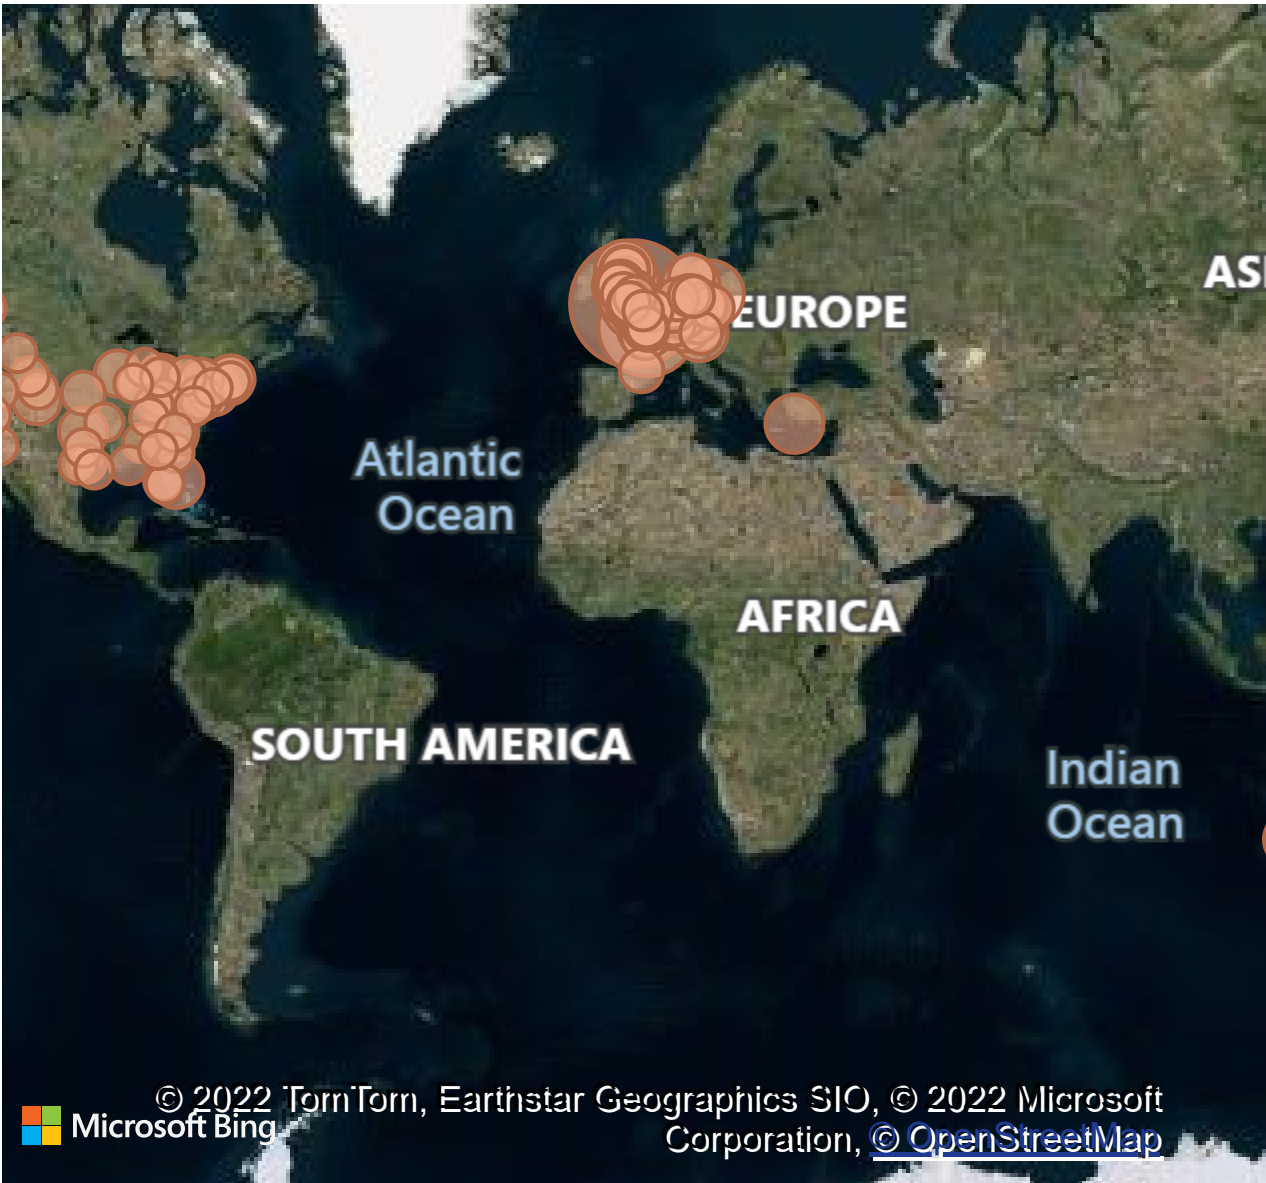 ASI
EUROPE
Atlantic
Ocean
AFRICA
SOUTH AMERICA
Indian
Ocean
© 2022 TomTom, Earthstar Geographics SIO, © 2022 Microsoft
Corporation, © OpenStreetMap
Microsoft Bing